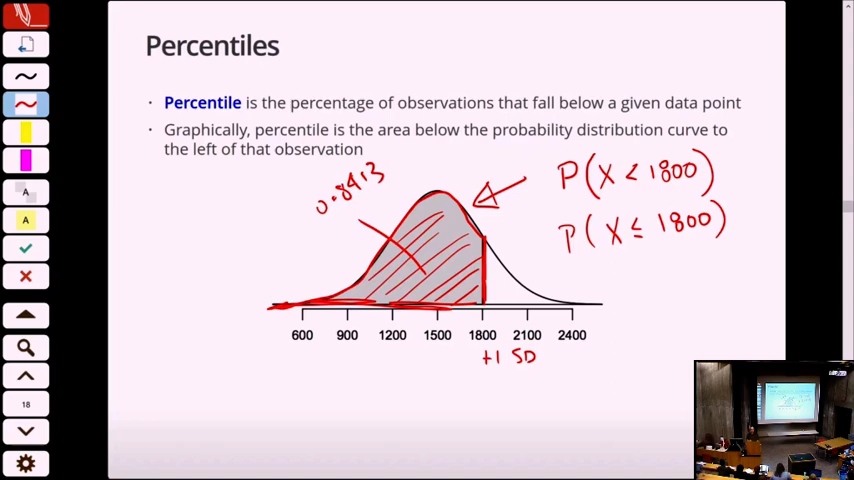 Percentiles
· Percentile is the percentage of observations that fall below a given data point
· Graphically, percentile is the area below the probability distribution curve to
the left of that observation
0.8413
P(X < 1800)
P(X ≤ 1800)
600 900 1200 1500 1800 2100 2400
+1 SD
A
A
18